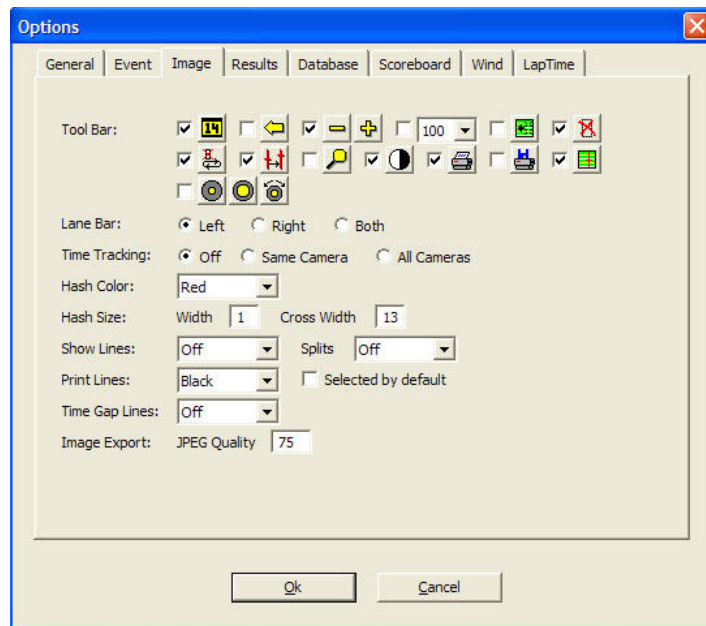 Options
General Event Image Results Database Scoreboard Wind LapTime
Tool Bar: 14 100
Lane Bar: Left Right Both
Time Tracking: Off Same Camera All Cameras
Hash Color: Red
Hash Size: Width 1 Cross Width 13
Show Lines: Off Splits Off
Print Lines: Black Selected by default
Time Gap Lines: Off
Image Export: JPEG Quality 75
Ok Cancel